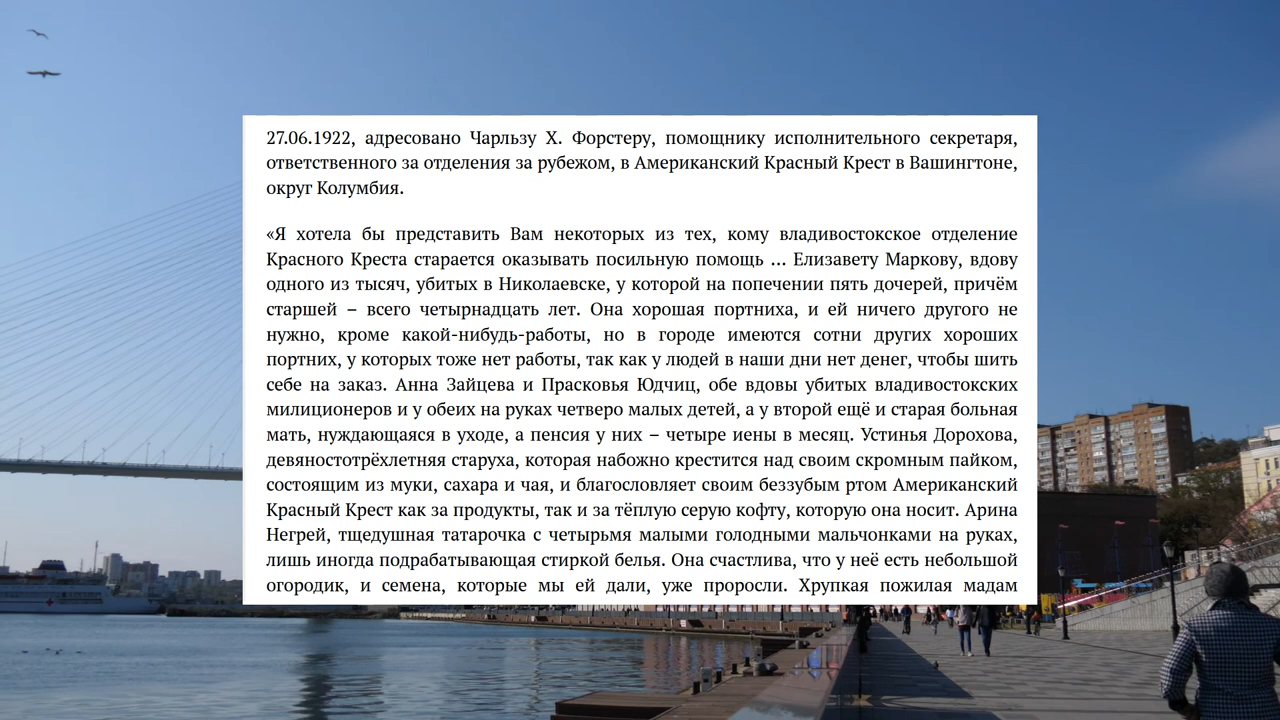 27.06.1922, адресовано Чарльзу Х. Форстеру, помощнику исполнительного секретаря,
ответственного за отделения за рубежом, в Американский Красный Крест в Вашингтоне,
округ Колумбия.
«Я хотела бы представить Вам некоторых из тех, кому владивостокское отделение
Красного Креста старается оказывать посильную помощь ... Елизавету Маркову, вдову
одного из тысяч, убитых в Николаевске, у которой на попечении пять дочерей, причём
старшей – всего четырнадцать лет. Она хорошая портниха, и ей ничего другого не
нужно, кроме какой-нибудь-работы, но в городе имеются сотни других хороших
портних, у которых тоже нет работы, так как у людей в наши дни нет денег, чтобы шить
себе на заказ. Анна Зайцева и Прасковья Юдчиц, обе вдовы убитых владивостокских
милиционеров и у обеих на руках четверо малых детей, а у второй ещё и старая больная
мать, нуждающаяся в уходе, а пенсия у них – четыре иены в месяц. Устинья Дорохова,
девяностотрёхлетняя старуха, которая набожно крестится над своим скромным пайком,
состоящим из муки, сахара и чая, и благословляет своим беззубым ртом Американский
Красный Крест как за продукты, так и за тёплую серую кофту, которую она носит. Арина
Негрей, тщедушная татарочка с четырьмя малыми голодными мальчонками на руках,
лишь иногда подрабатывающая стиркой белья. Она счастлива, что у неё есть небольшой
огородик, и семена, которые мы ей дали, уже проросли. Хрупкая пожилая мадам